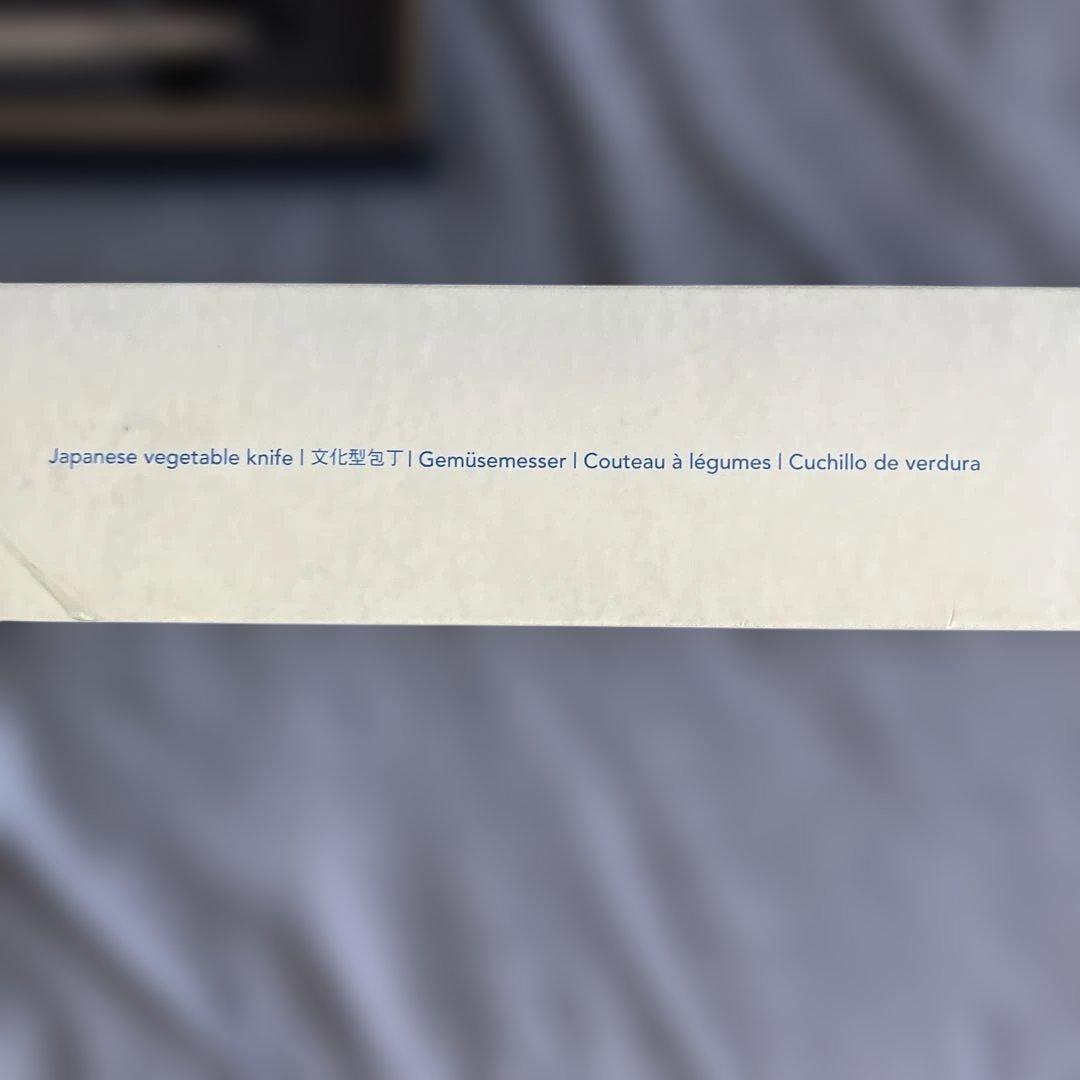 Japanese vegetable knife | 文化型包丁 | Gemüsemesser | Couteau à légumes | Cuchillo de verdura